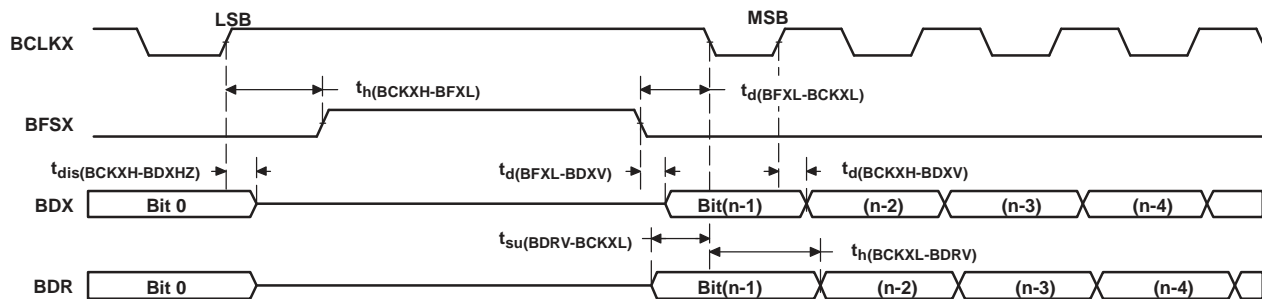 LSB MSB
BCLKX
th(BCKXH-BFXL) td(BFXL-BCKXL)
BFSX
tdis(BCKXH-BDXHZ) td(BFXL-BDXV) td(BCKXH-BDXV)
BDX Bit 0 Bit(n-1) (n-2) (n-3) (n-4)
tsu(BDRV-BCKXL) th(BCKXL-BDRV)
BDR Bit 0 Bit(n-1) (n-2) (n-3) (n-4)